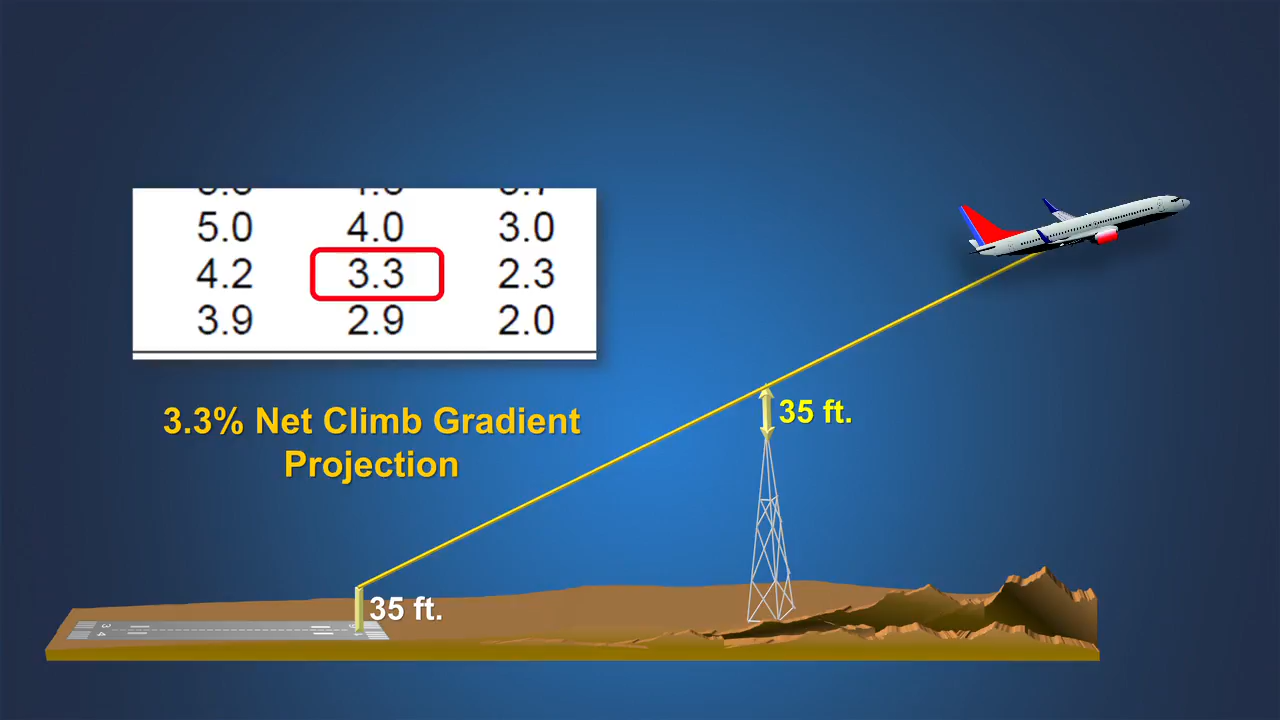 5.0 4.0 3.0
4.2 3.3 2.3
3.9 2.9 2.0
3.3% Net Climb Gradient
Projection
35 ft.
35 ft.